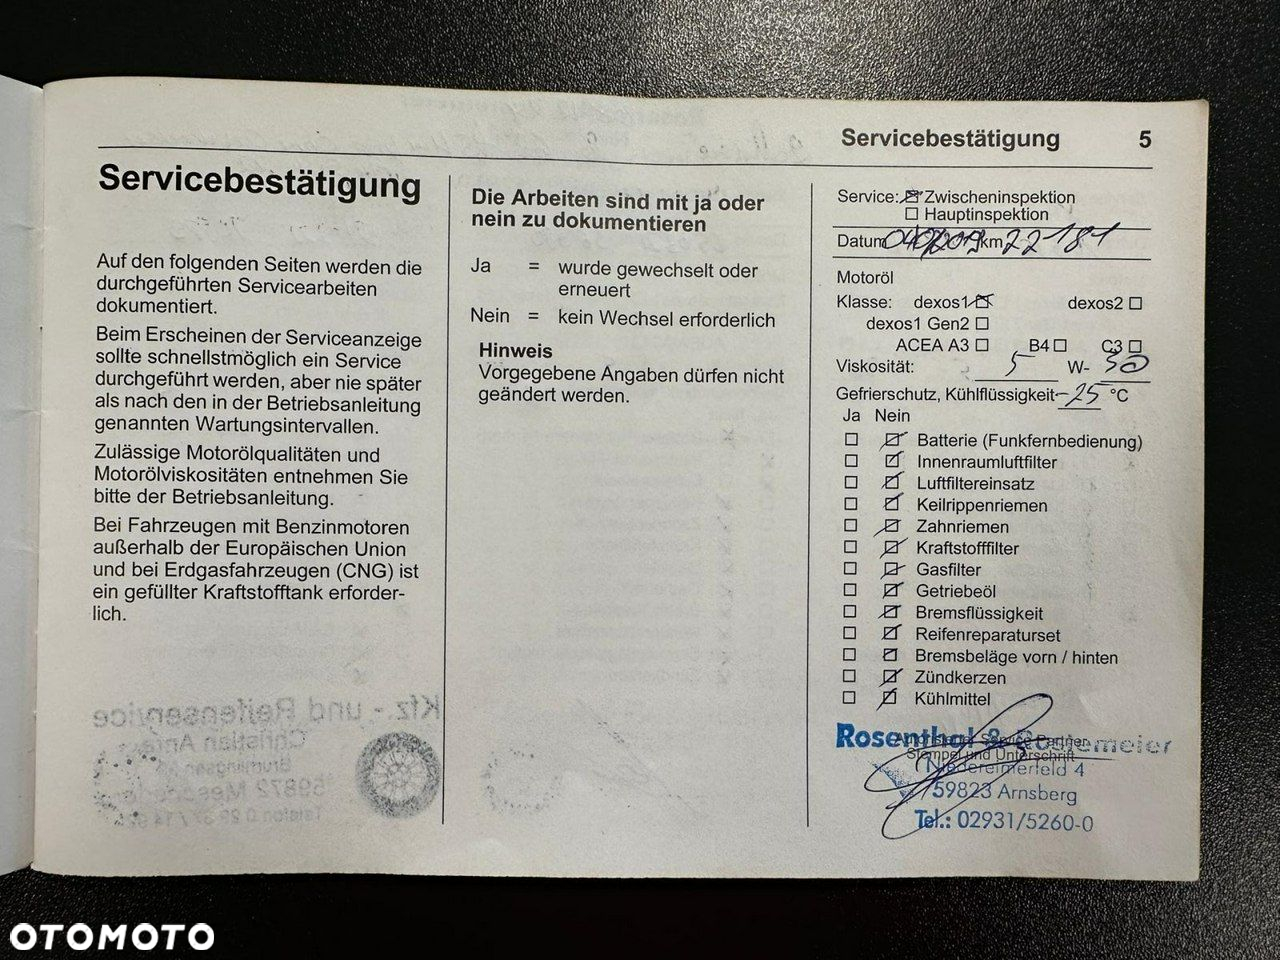 Servicebestätigung 5
Servicebestätigung
Auf den folgenden Seiten werden die
durchgeführten Servicearbeiten
dokumentiert.
Beim Erscheinen der Serviceanzeige
sollte schnellstmöglich ein Service
durchgeführt werden, aber nie später
als nach den in der Betriebsanleitung
genannten Wartungsintervallen.
Zulässige Motorölqualitäten und
Motorölviskositäten entnehmen Sie
bitte der Betriebsanleitung.
Bei Fahrzeugen mit Benzinmotoren
außerhalb der Europäischen Union
und bei Erdgasfahrzeugen (CNG) ist
ein gefüllter Kraftstofftank erforder-
lich.
Die Arbeiten sind mit ja oder
nein zu dokumentieren
Ja = wurde gewechselt oder
erneuert
Nein = kein Wechsel erforderlich
Hinweis
Vorgegebene Angaben dürfen nicht
geändert werden.
Service: Zwischeninspektion
Hauptinspektion
Datum km 22181
Motoröl
Klasse: dexos1 dexos2
dexos1 Gen2
ACEA A3 B4 C3
Viskosität: 5 W- 30
Gefrierschutz, Kühlflüssigkeit -25 °C
Ja Nein
Batterie (Funkfernbedienung)
Innenraumluftfilter
Luftfiltereinsatz
Keilrippenriemen
Zahnriemen
Kraftstofffilter
Gasfilter
Getriebeöl
Bremsflüssigkeit
Reifenreparaturset
Bremsbeläge vorn / hinten
Zündkerzen
Kühlmittel
Rosenthal &
Service Partner
Stempel und Unterschrift
Niedereimerfeld 4
59823 Arnsberg
Tel.: 02931/5260-0
OTOMOTO